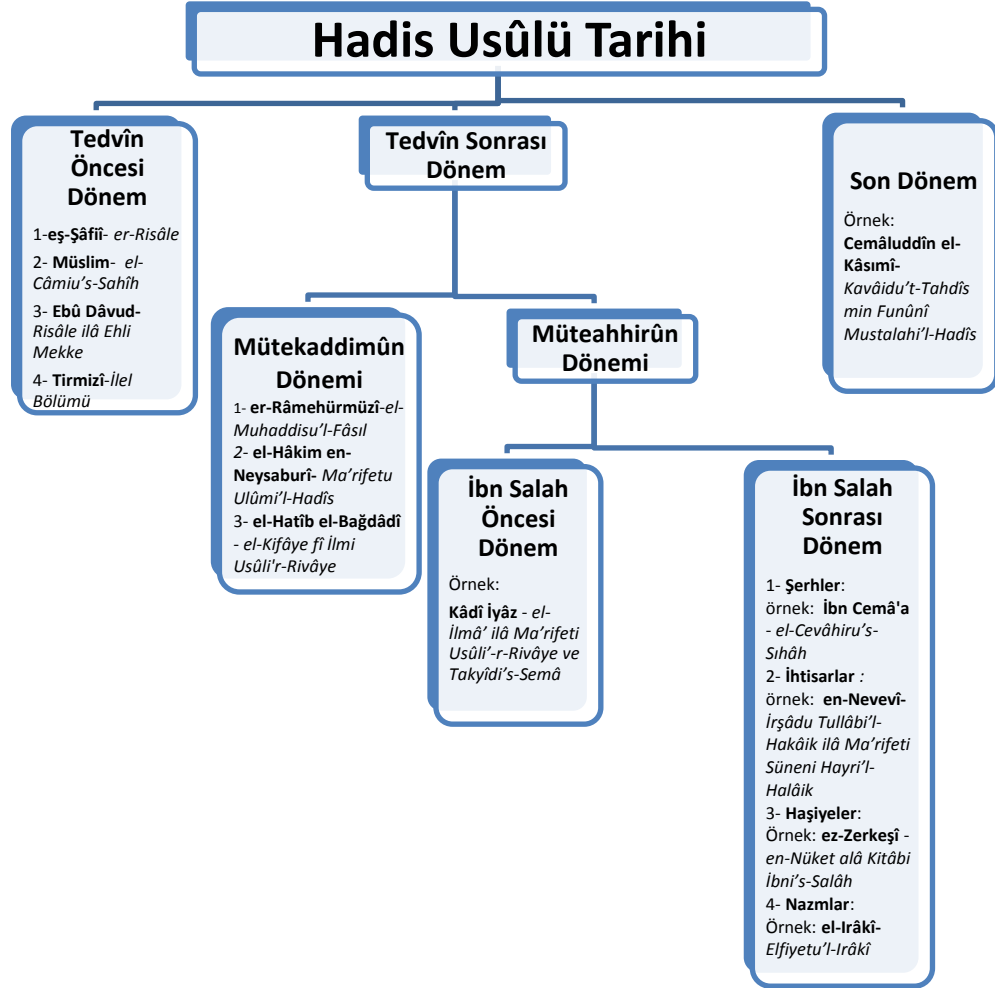 Hadis Usûlü Tarihi
Tedvîn
Öncesi
Dönem
1-eş-Şâfiî- er-Risâle
2- Müslim- el-
Câmiu’s-Sahîh
3- Ebû Dâvud-
Risâle ilâ Ehli
Mekke
4- Tirmizî-İlel
Bölümü
Tedvîn Sonrası
Dönem
Son Dönem
Örnek:
Cemâluddîn el-
Kâsımî-
Kavâidu’t-Tahdîs
min Funûnî
Mustalahi’l-Hadîs
Mütekaddimûn
Dönemi
1- er-Râmehürmüzî-el-
Muhaddisu’l-Fâsıl
2- el-Hâkim en-
Neysaburî- Ma’rifetu
Ulûmi’l-Hadîs
3- el-Hatîb el-Bağdâdî
- el-Kifâye fî İlmi
Usûli'r-Rivâye
Müteahhirûn
Dönemi
İbn Salah
Öncesi
Dönem
Örnek:
Kâdî İyâz - el-
İlmâ’ ilâ Ma’rifeti
Usûli’-r-Rivâye ve
Takyîdi’s-Semâ
İbn Salah
Sonrası
Dönem
1- Şerhler:
örnek: İbn Cemâ'a
- el-Cevâhiru’s-
Sıhâh
2- İhtisarlar :
örnek: en-Nevevî-
İrşâdu Tullâbi’l-
Hakâik ilâ Ma’rifeti
Süneni Hayri’l-
Halâik
3- Haşiyeler:
Örnek: ez-Zerkeşî -
en-Nüket alâ Kitâbi
İbni’s-Salâh
4- Nazmlar:
Örnek: el-Irâkî-
Elfiyetu’l-Irâkî